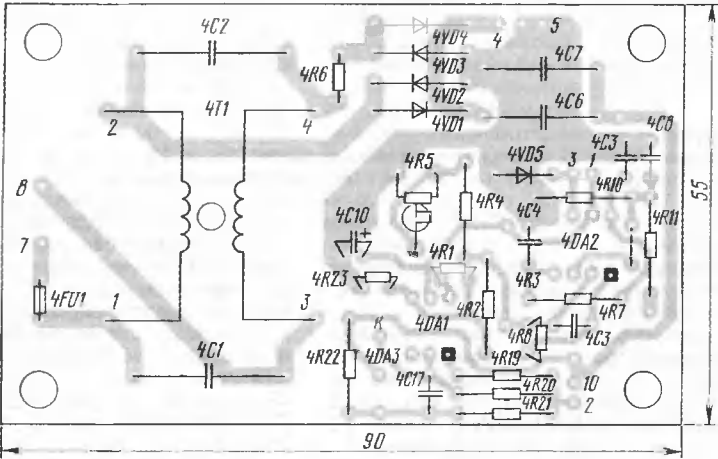 4C2
4VD4
4
5
4R6
4VD3
4C7
4VD2
2
4T1
4
4VD1
4C6
4C3
4C8
8
4R5
4VD5
3
1
4R10
4R4
4C4
4R11
7
4C10
4DA2
55
4R1
4R23
4R3
4FU1
1
3
4R2
4R7
K
4DA1
4R8
4C3
4C1
4R22
4DA3
4R19
4C17
4R20
10
4R21
2
90